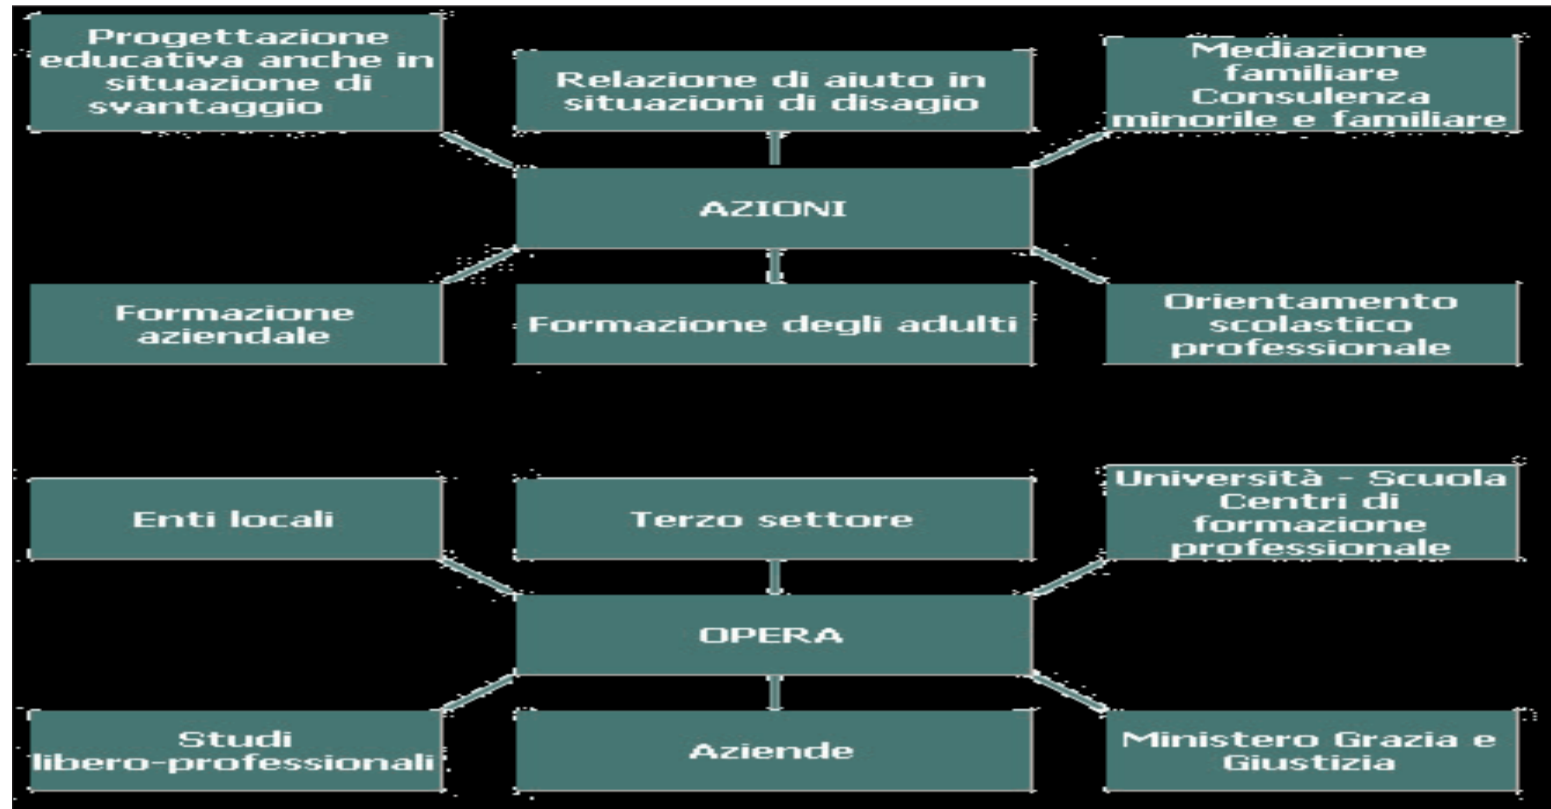 Progettazione
educativa anche in
situazione di
svantaggio
Relazione di aiuto in
situazioni di disagio
Mediazione
familiare
Consulenza
minorile e familiare
AZIONI
Formazione
aziendale
Formazione degli adulti
Orientamento
scolastico
professionale
Enti locali
Terzo settore
Università - Scuola
Centri di
formazione
professionale
OPERA
Studi
libero-professionali
Aziende
Ministero Grazia e
Giustizia